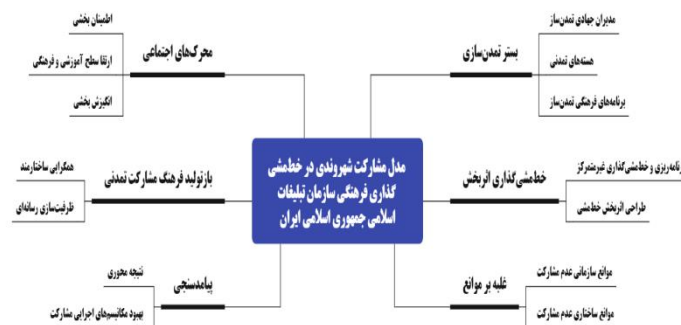 مدل مشارکت شهروندی در خط‌مشی
گذاری فرهنگی سازمان تبلیغات
اسلامی جمهوری اسلامی ایران
بستر تمدن‌سازی
مدیران جهادی تمدن‌ساز
هسته‌های تمدنی
برنامه‌های فرهنگی تمدن‌ساز
خط‌مشی‌گذاری اثربخش
رنامه‌ریزی و خط‌مشی‌گذاری غیرمتمرکز
طراحی اثربخش خط‌مشی
غلبه بر موانع
موانع سازمانی عدم مشارکت
موانع ساختاری عدم مشارکت
محرک‌های اجتماعی
اطمینان بخشی
ارتقا سطح آموزشی و فرهنگی
انگیزش بخشی
بازتولید فرهنگ مشارکت تمدنی
همگرایی ساختارمند
ظرفیت‌سازی رسانه‌ای
پیامدسنجی
نتیجه محوری
بهبود مکانیسم‌های اجرایی مشارکت